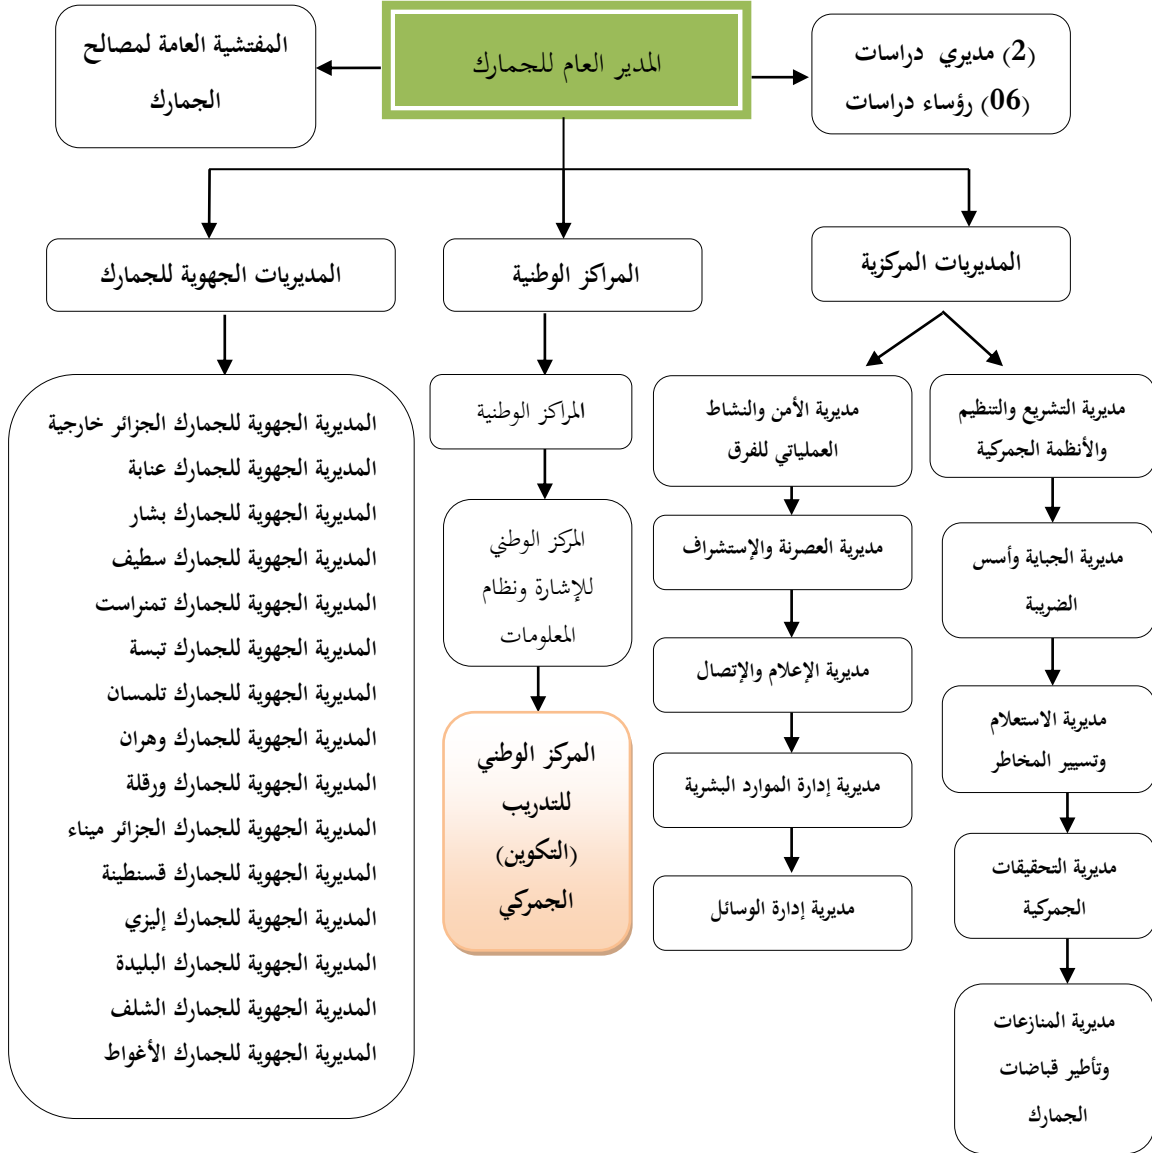 المدير العام للجمارك
(2) مديري دراسات
(06) رؤساء دراسات
المفتشية العامة لمصالح
الجمارك
المديريات المركزية
المراكز الوطنية
المديريات الجهوية للجمارك
مديرية التشريع والتنظيم
والأنظمة الجمركية
مديرية الجباية وأسس
الضريبة
مديرية الاستعلام
وتسيير المخاطر
مديرية التحقيقات
الجمركية
مديرية المنازعات
وتأطير قباضات
الجمارك
مديرية الأمن والنشاط
العملياتي للفرق
مديرية العصرنة والإستشراف
مديرية الإعلام والإتصال
مديرية إدارة الموارد البشرية
مديرية إدارة الوسائل
المراكز الوطنية
المركز الوطني
للإشارة ونظام
المعلومات
المركز الوطني
للتدريب
(التكوين)
الجمركي
المديرية الجهوية للجمارك الجزائر خارجية
المديرية الجهوية للجمارك عنابة
المديرية الجهوية للجمارك بشار
المديرية الجهوية للجمارك سطيف
المديرية الجهوية للجمارك تمنراست
المديرية الجهوية للجمارك تبسة
المديرية الجهوية للجمارك تلمسان
المديرية الجهوية للجمارك وهران
المديرية الجهوية للجمارك ورقلة
المديرية الجهوية للجمارك الجزائر ميناء
المديرية الجهوية للجمارك قسنطينة
المديرية الجهوية للجمارك إليزي
المديرية الجهوية للجمارك البليدة
المديرية الجهوية للجمارك الشلف
المديرية الجهوية للجمارك الأغواط